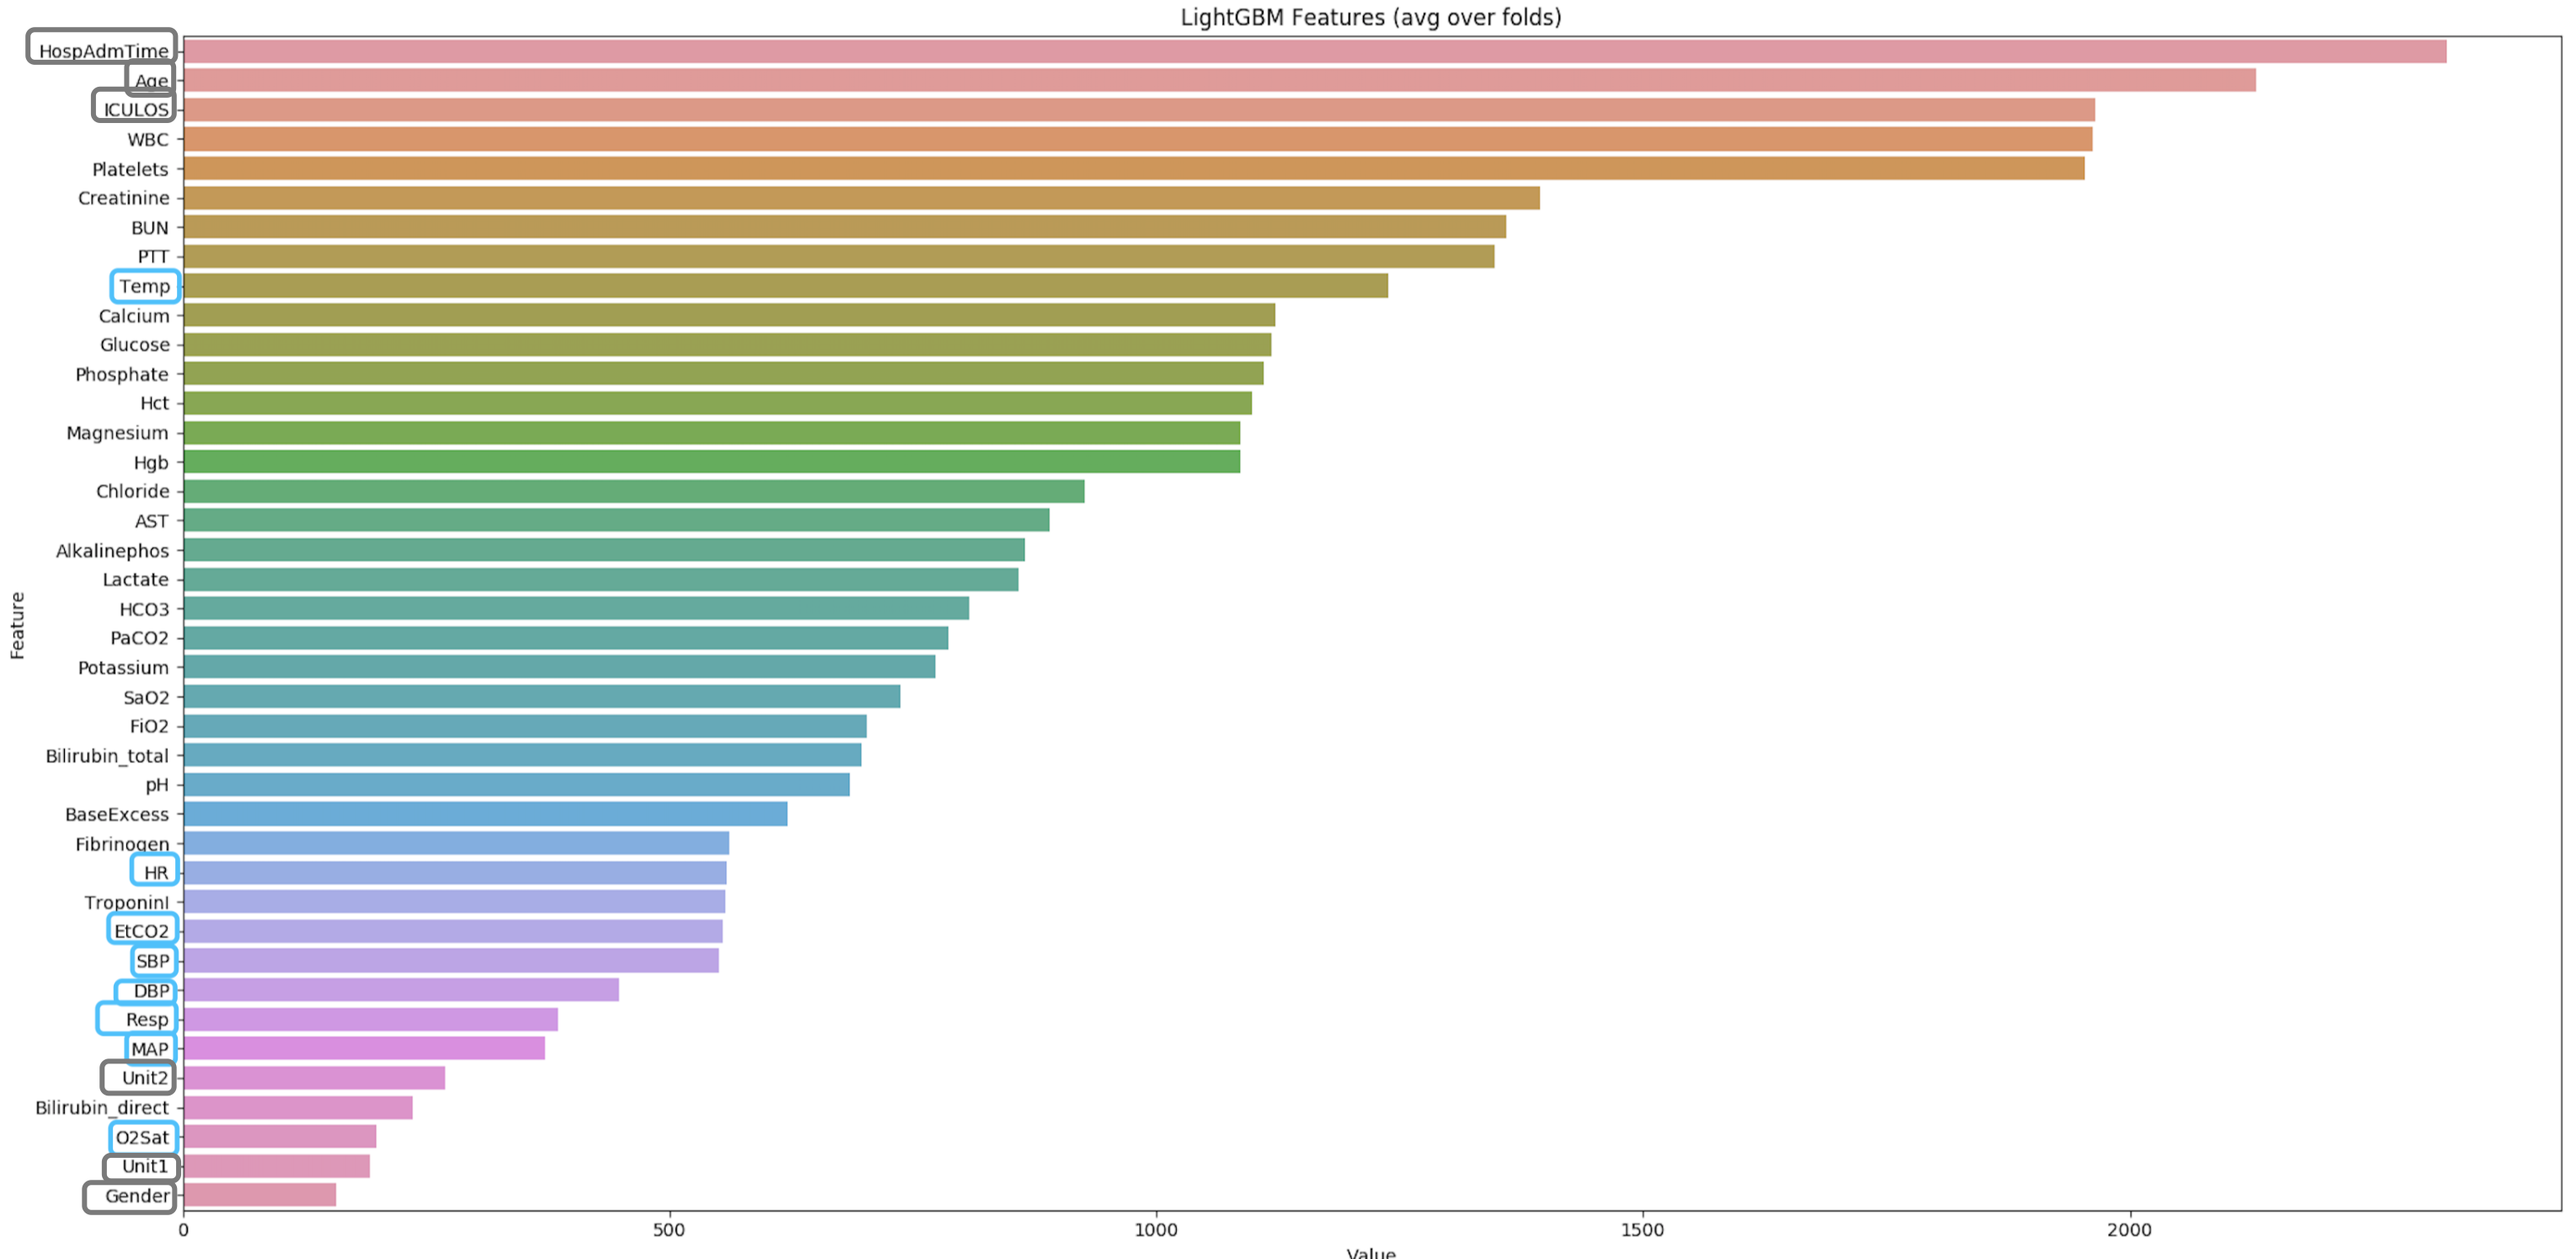 LightGBM Features (avg over folds)
HospAdmTime
Age
ICULOS
WBC
Platelets
Creatinine
BUN
PTT
Temp
Calcium
Glucose
Phosphate
Hct
Magnesium
Hgb
Chloride
AST
Alkalinephos
Lactate
HCO3
PaCO2
Potassium
SaO2
FiO2
Bilirubin_total
pH
BaseExcess
Fibrinogen
HR
TroponinI
EtCO2
SBP
DBP
Resp
MAP
Unit2
Bilirubin_direct
O2Sat
Unit1
Gender
Feature
0 500 1000 1500 2000
Value